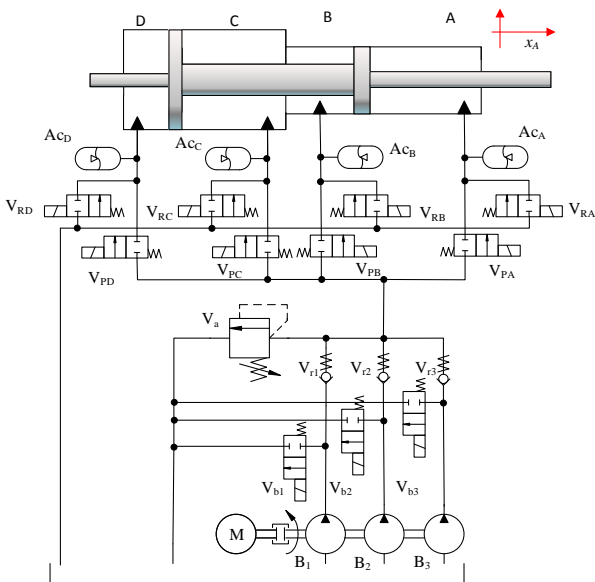 D C B A
x_A
Ac_D Ac_C Ac_B Ac_A
V_RD V_RC V_RB V_RA
V_PD V_PC V_PB V_PA
V_a
V_r1 V_r2 V_r3
V_b1 V_b2 V_b3
M
B_1 B_2 B_3